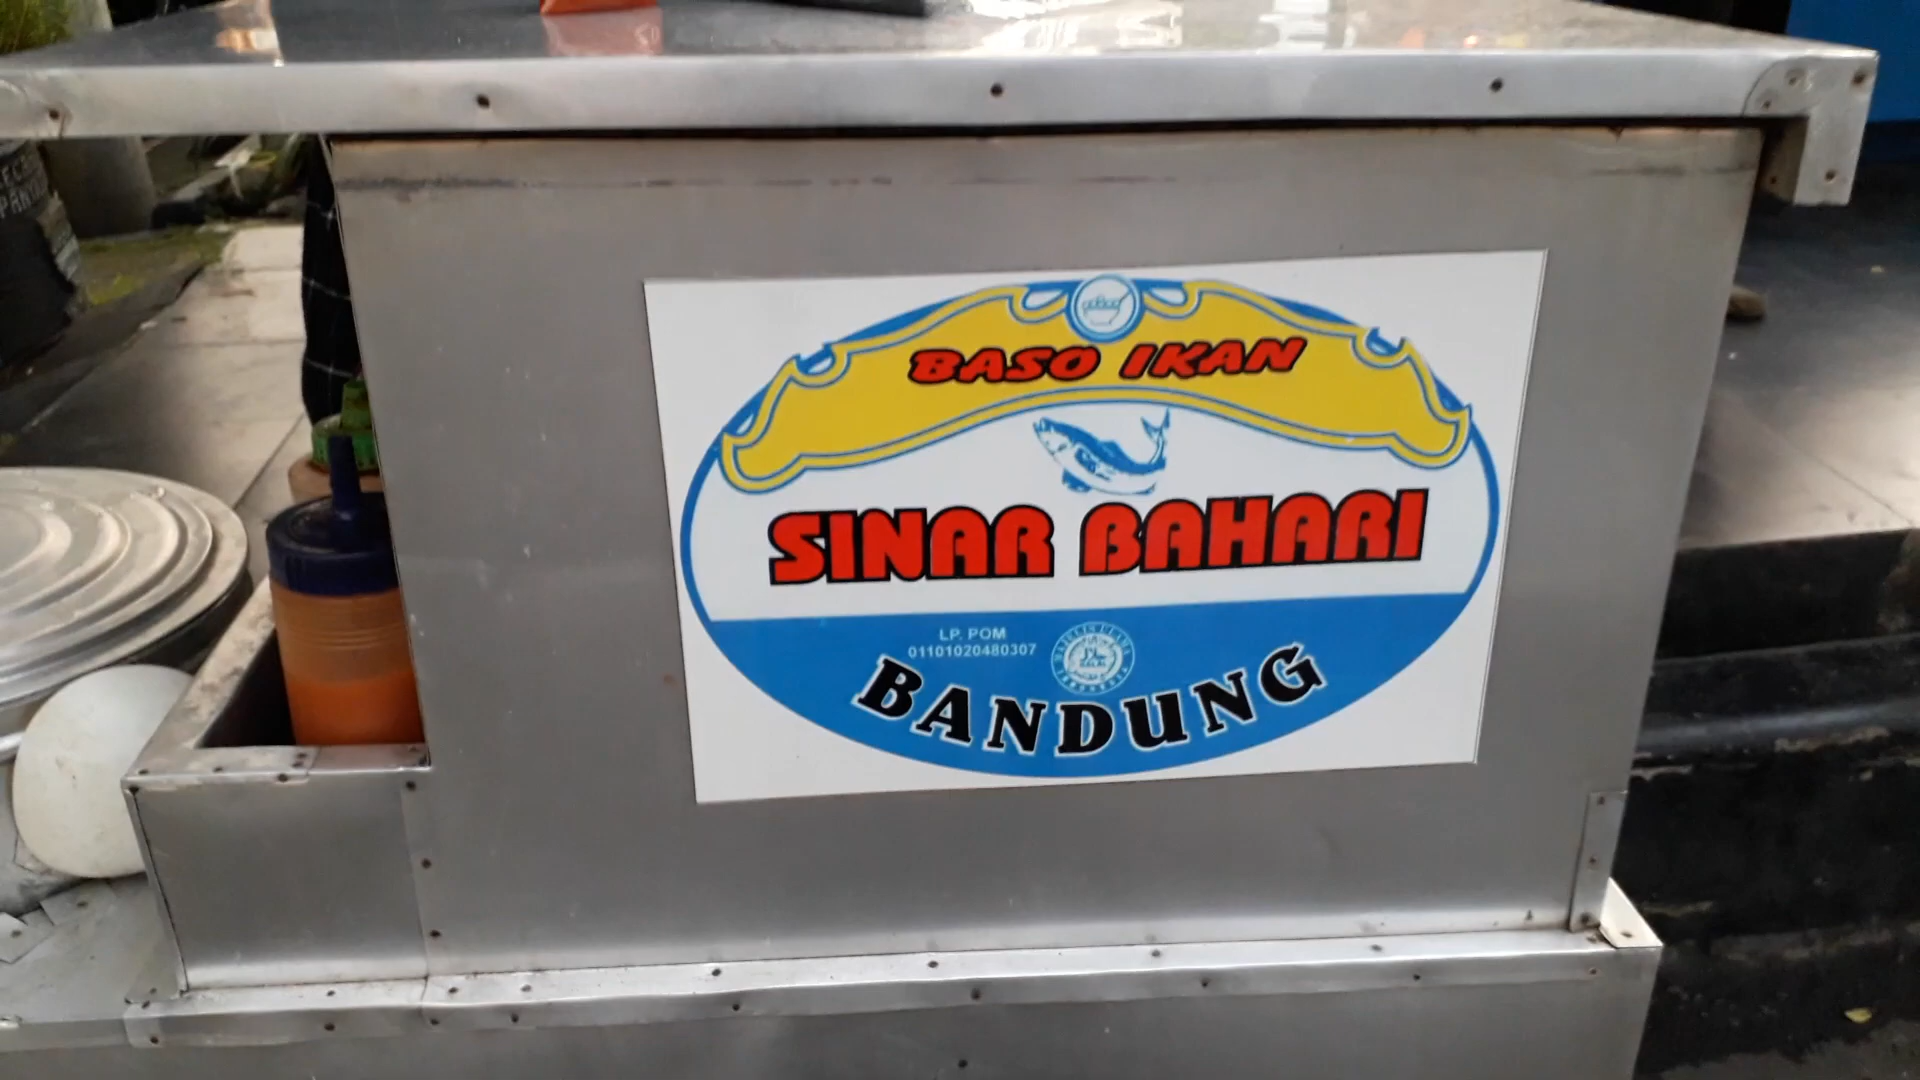 BASO IKAN
SINAR BAHARI
LP. POM
01101020480307
BANDUNG